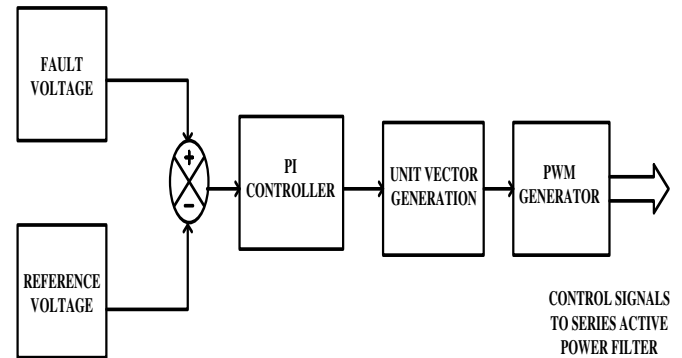 FAULT
VOLTAGE
+
−
PI
CONTROLLER
UNIT VECTOR
GENERATION
PWM
GENERATOR
REFERENCE
VOLTAGE
CONTROL SIGNALS
TO SERIES ACTIVE
POWER FILTER